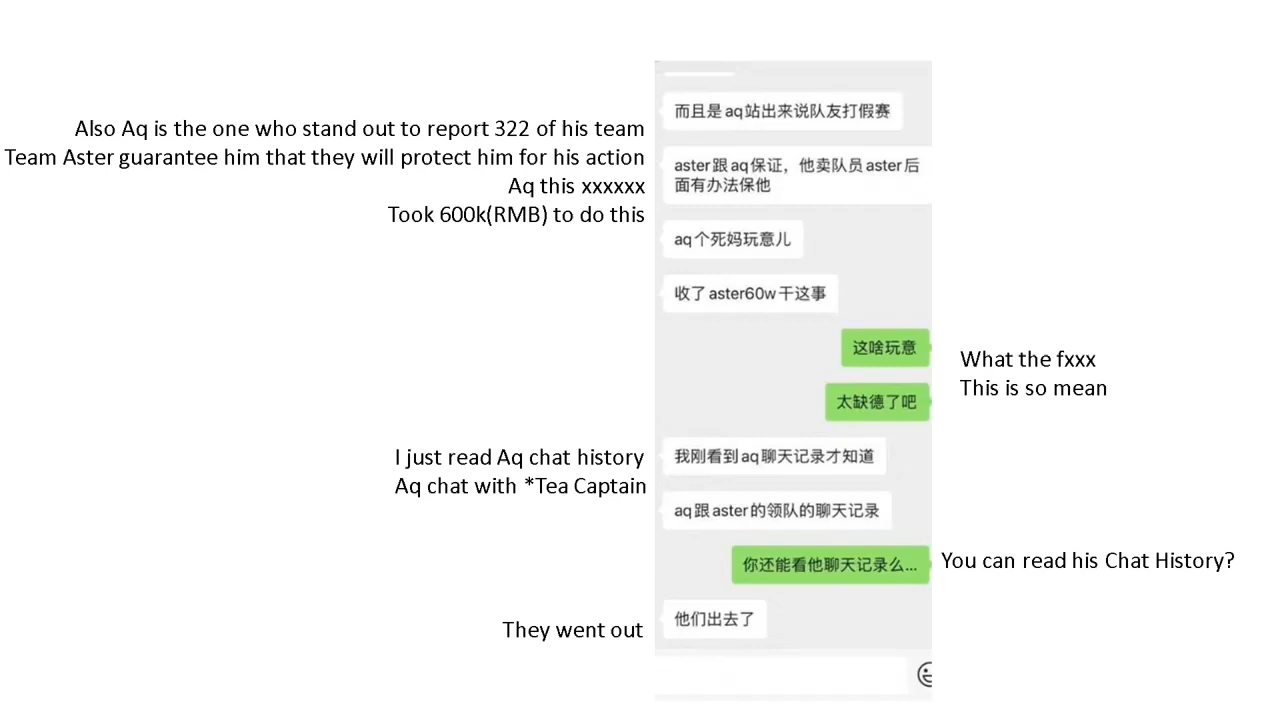 而且是aq站出来说队友打假赛
Also Aq is the one who stand out to report 322 of his team
Team Aster guarantee him that they will protect him for his action
Aq this xxxxxx
Took 600k(RMB) to do this
aster跟aq保证，他卖队员aster后
面有办法保他
aq个死妈玩意儿
收了aster60w干这事
这啥玩意
太缺德了吧
What the fxxx
This is so mean
我刚看到aq聊天记录才知道
aq跟aster的领队的聊天记录
I just read Aq chat history
Aq chat with *Tea Captain
你还能看他聊天记录么...
You can read his Chat History?
他们出去了
They went out